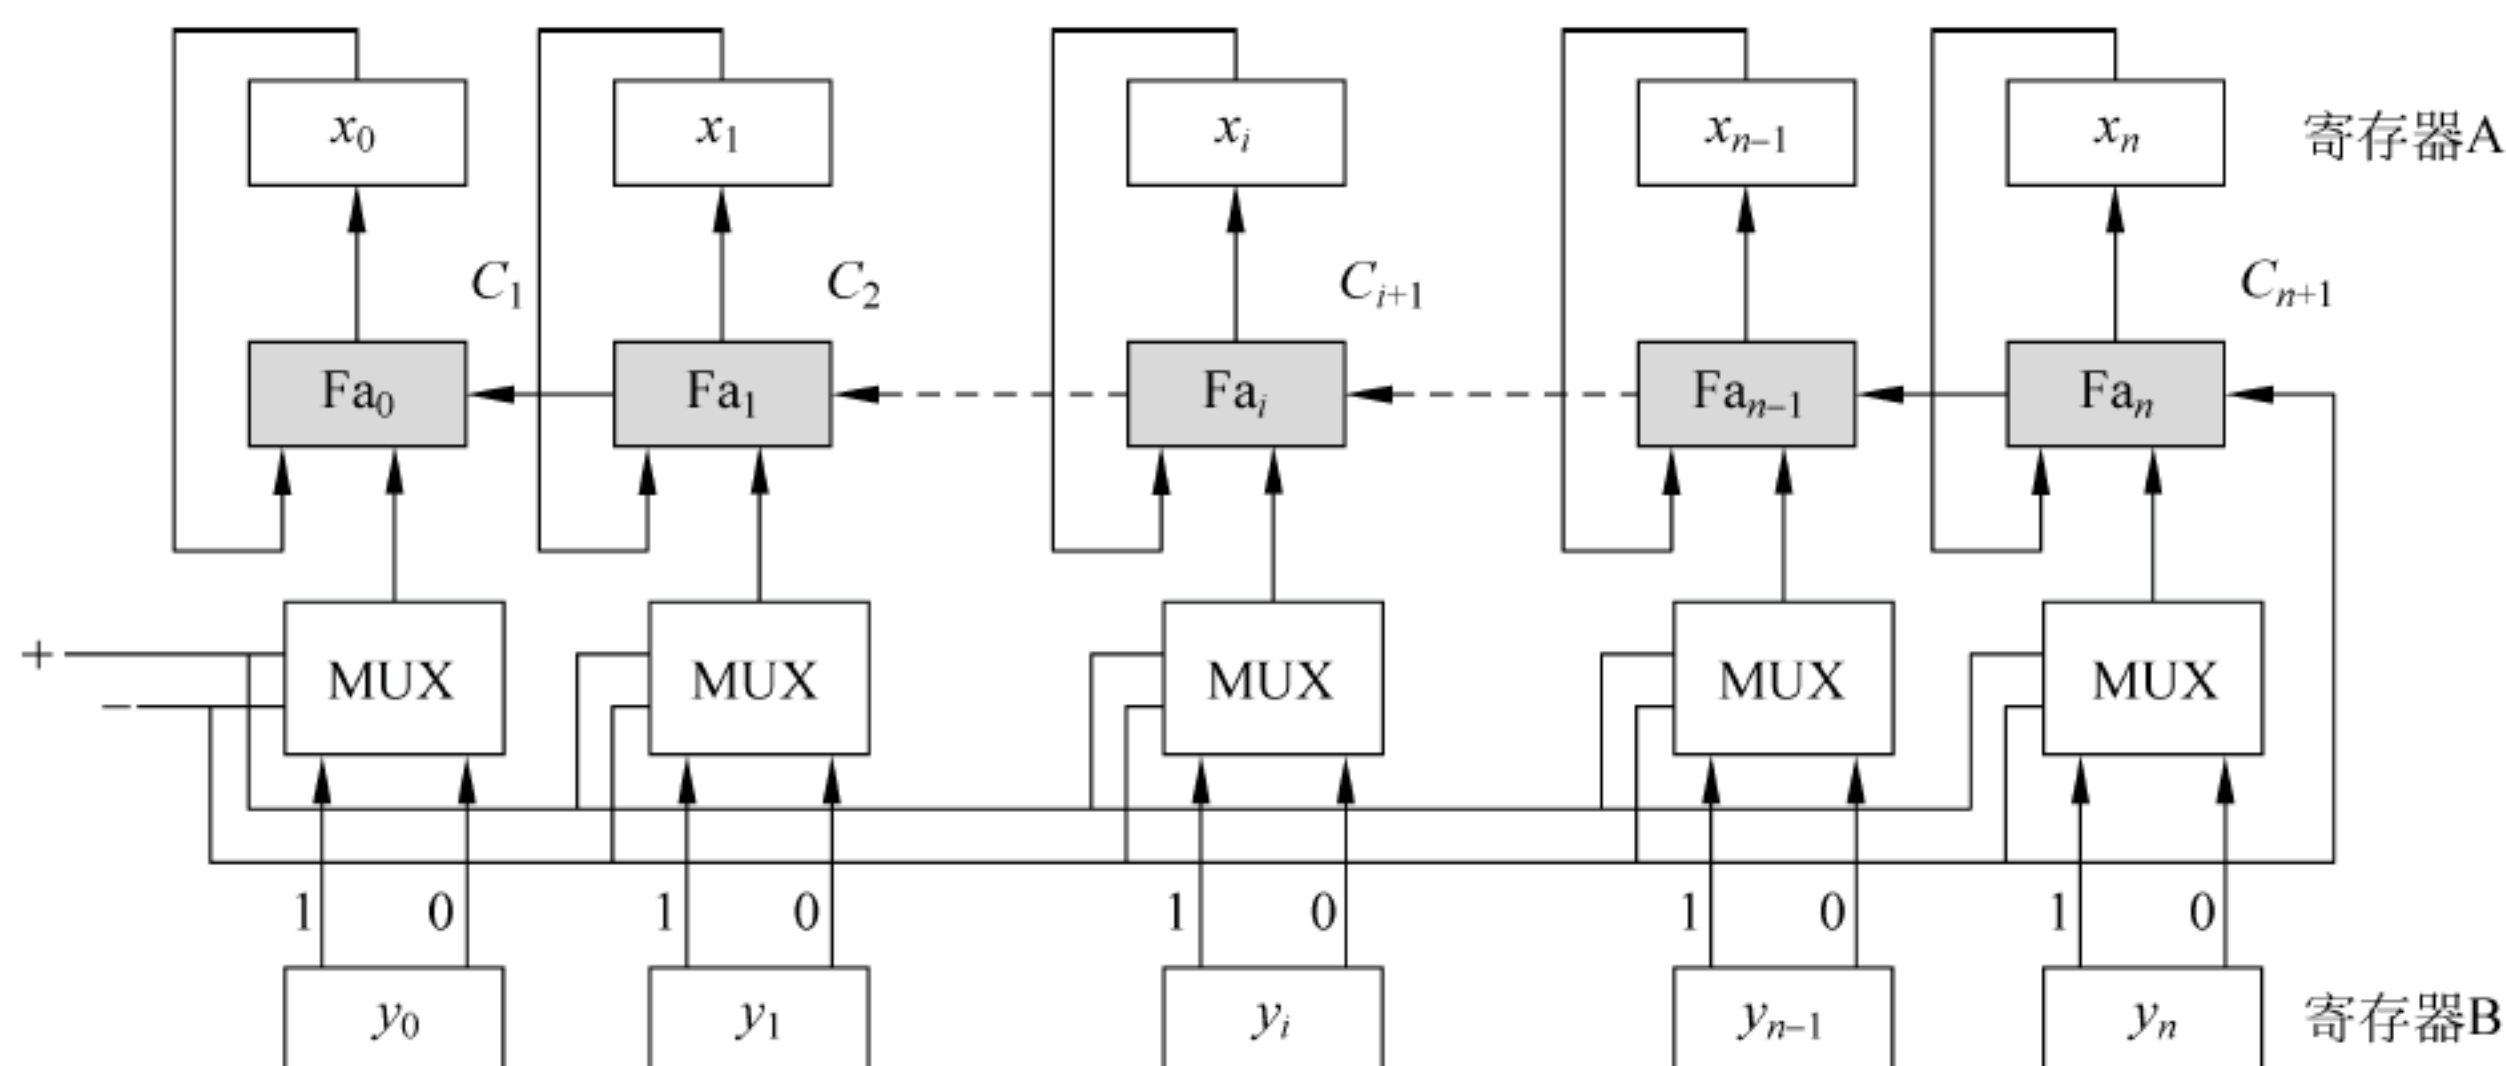 x₀ x₁ xᵢ xₙ₋₁ xₙ 寄存器A
C₁ C₂ Cᵢ₊₁ Cₙ₊₁
Fa₀ Fa₁ Faᵢ Faₙ₋₁ Faₙ
+ MUX MUX MUX MUX MUX
−
1 0 1 0 1 0 1 0 1 0
y₀ y₁ yᵢ yₙ₋₁ yₙ 寄存器B